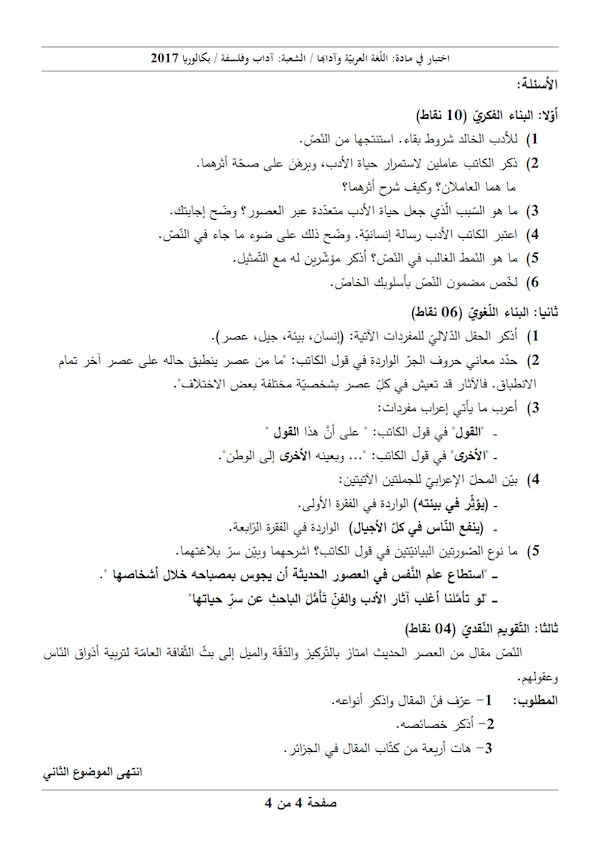 اختبار في مادة: اللّغة العربيّة وآدابها / الشعبة: آداب وفلسفة / بكالوريا 2017
الأسئلة:
أوّلا: البناء الفكريّ (10 نقاط)
1) للأدب الخالد شروط بقاء. استنتجها من النّصّ.
2) ذكر الكاتب عاملين لاستمرار حياة الأدب، وبرهَن على صحّة أثرهما.
ما هما العاملان؟ وكيف شرح أثرهما؟
3) ما هو السّبب الّذي جعل حياة الأدب متعدّدة عبر العصور؟ وضّح إجابتك.
4) اعتبر الكاتب الأدب رسالة إنسانيّة. وضّح ذلك على ضوء ما جاء في النّصّ.
5) ما هو النّمط الغالب في النّصّ؟ أذكر مؤشّرين له مع التّمثيل.
6) لخّص مضمون النّصّ بأسلوبك الخاصّ.
ثانيا: البناء اللّغويّ (06 نقاط)
1) أذكر الحقل الدّلاليّ للمفردات الآتية: (إنسان، بيئة، جيل، عصر).
2) حدّد معاني حروف الجرّ الواردة في قول الكاتب: "ما من عصر ينطبق حاله على عصر آخر تمام
الانطباق. فالآثار قد تعيش في كلّ عصر بشخصيّة مختلفة بعض الاختلاف".
3) أعرب ما يأتي إعراب مفردات:
ـ "القول" في قول الكاتب: " على أنَّ هذا القول "
ـ "الأخرى" في قول الكاتب: "... وبعينه الأخرى إلى الوطن".
4) بيّن المحلّ الإعرابيّ للجملتين الآتيتين:
ـ (يؤثِّر في بيئته) الواردة في الفقرة الأولى.
ـ (ينفع النّاس في كلّ الأجيال) الواردة في الفقرة الرّابعة.
5) ما نوع الصّورتين البيانيّتين في قول الكاتب؟ اشرحهما وبيّن سرّ بلاغتهما.
ـ "استطاع علم النَّفس في العصور الحديثة أن يجوس بمصباحه خلال أشخاصها ".
ـ "لو تأمَّلنا أغلب آثار الأدب والفنّ تَأَمُّلَ الباحثِ عن سرِّ حياتها"
ثالثا: التّقويم النّقديّ (04 نقاط)
النّصّ مقال من العصر الحديث امتاز بالتّركيز والدّقّة والميل إلى بثّ الثّقافة العامّة لتربية أذواق النّاس
وعقولهم.
المطلوب: 1- عرّف فنّ المقال واذكر أنواعه.
2- أذكر خصائصه.
3- هات أربعة من كتّاب المقال في الجزائر.
انتهى الموضوع الثاني
صفحة 4 من 4